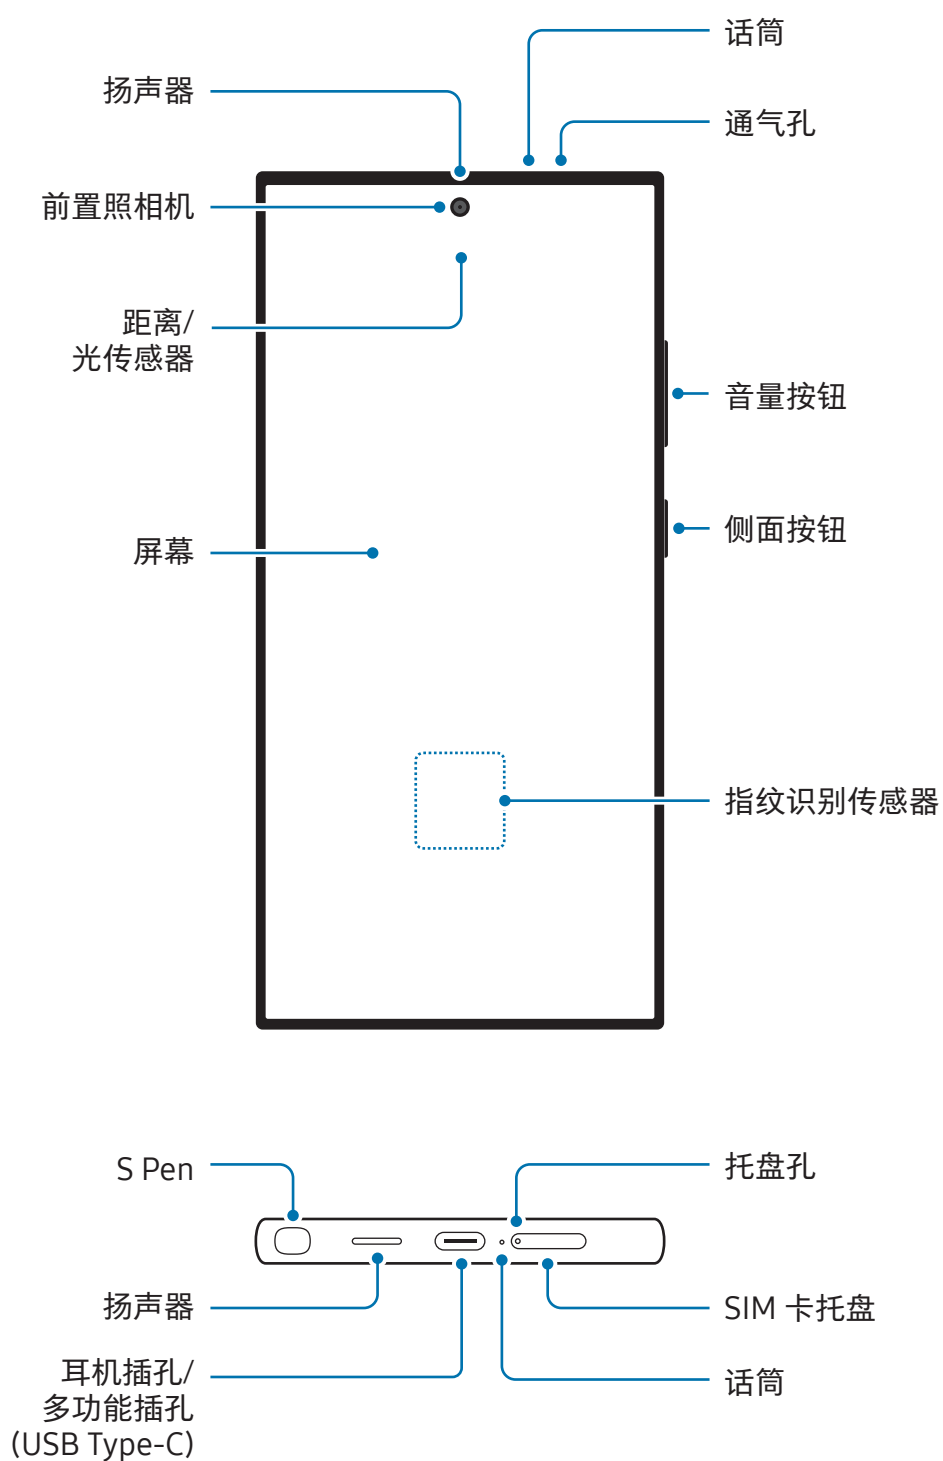 话筒
扬声器
通气孔
前置照相机
距离/
光传感器
音量按钮
侧面按钮
屏幕
指纹识别传感器
S Pen
托盘孔
扬声器
SIM 卡托盘
耳机插孔/
多功能插孔
(USB Type-C)
话筒